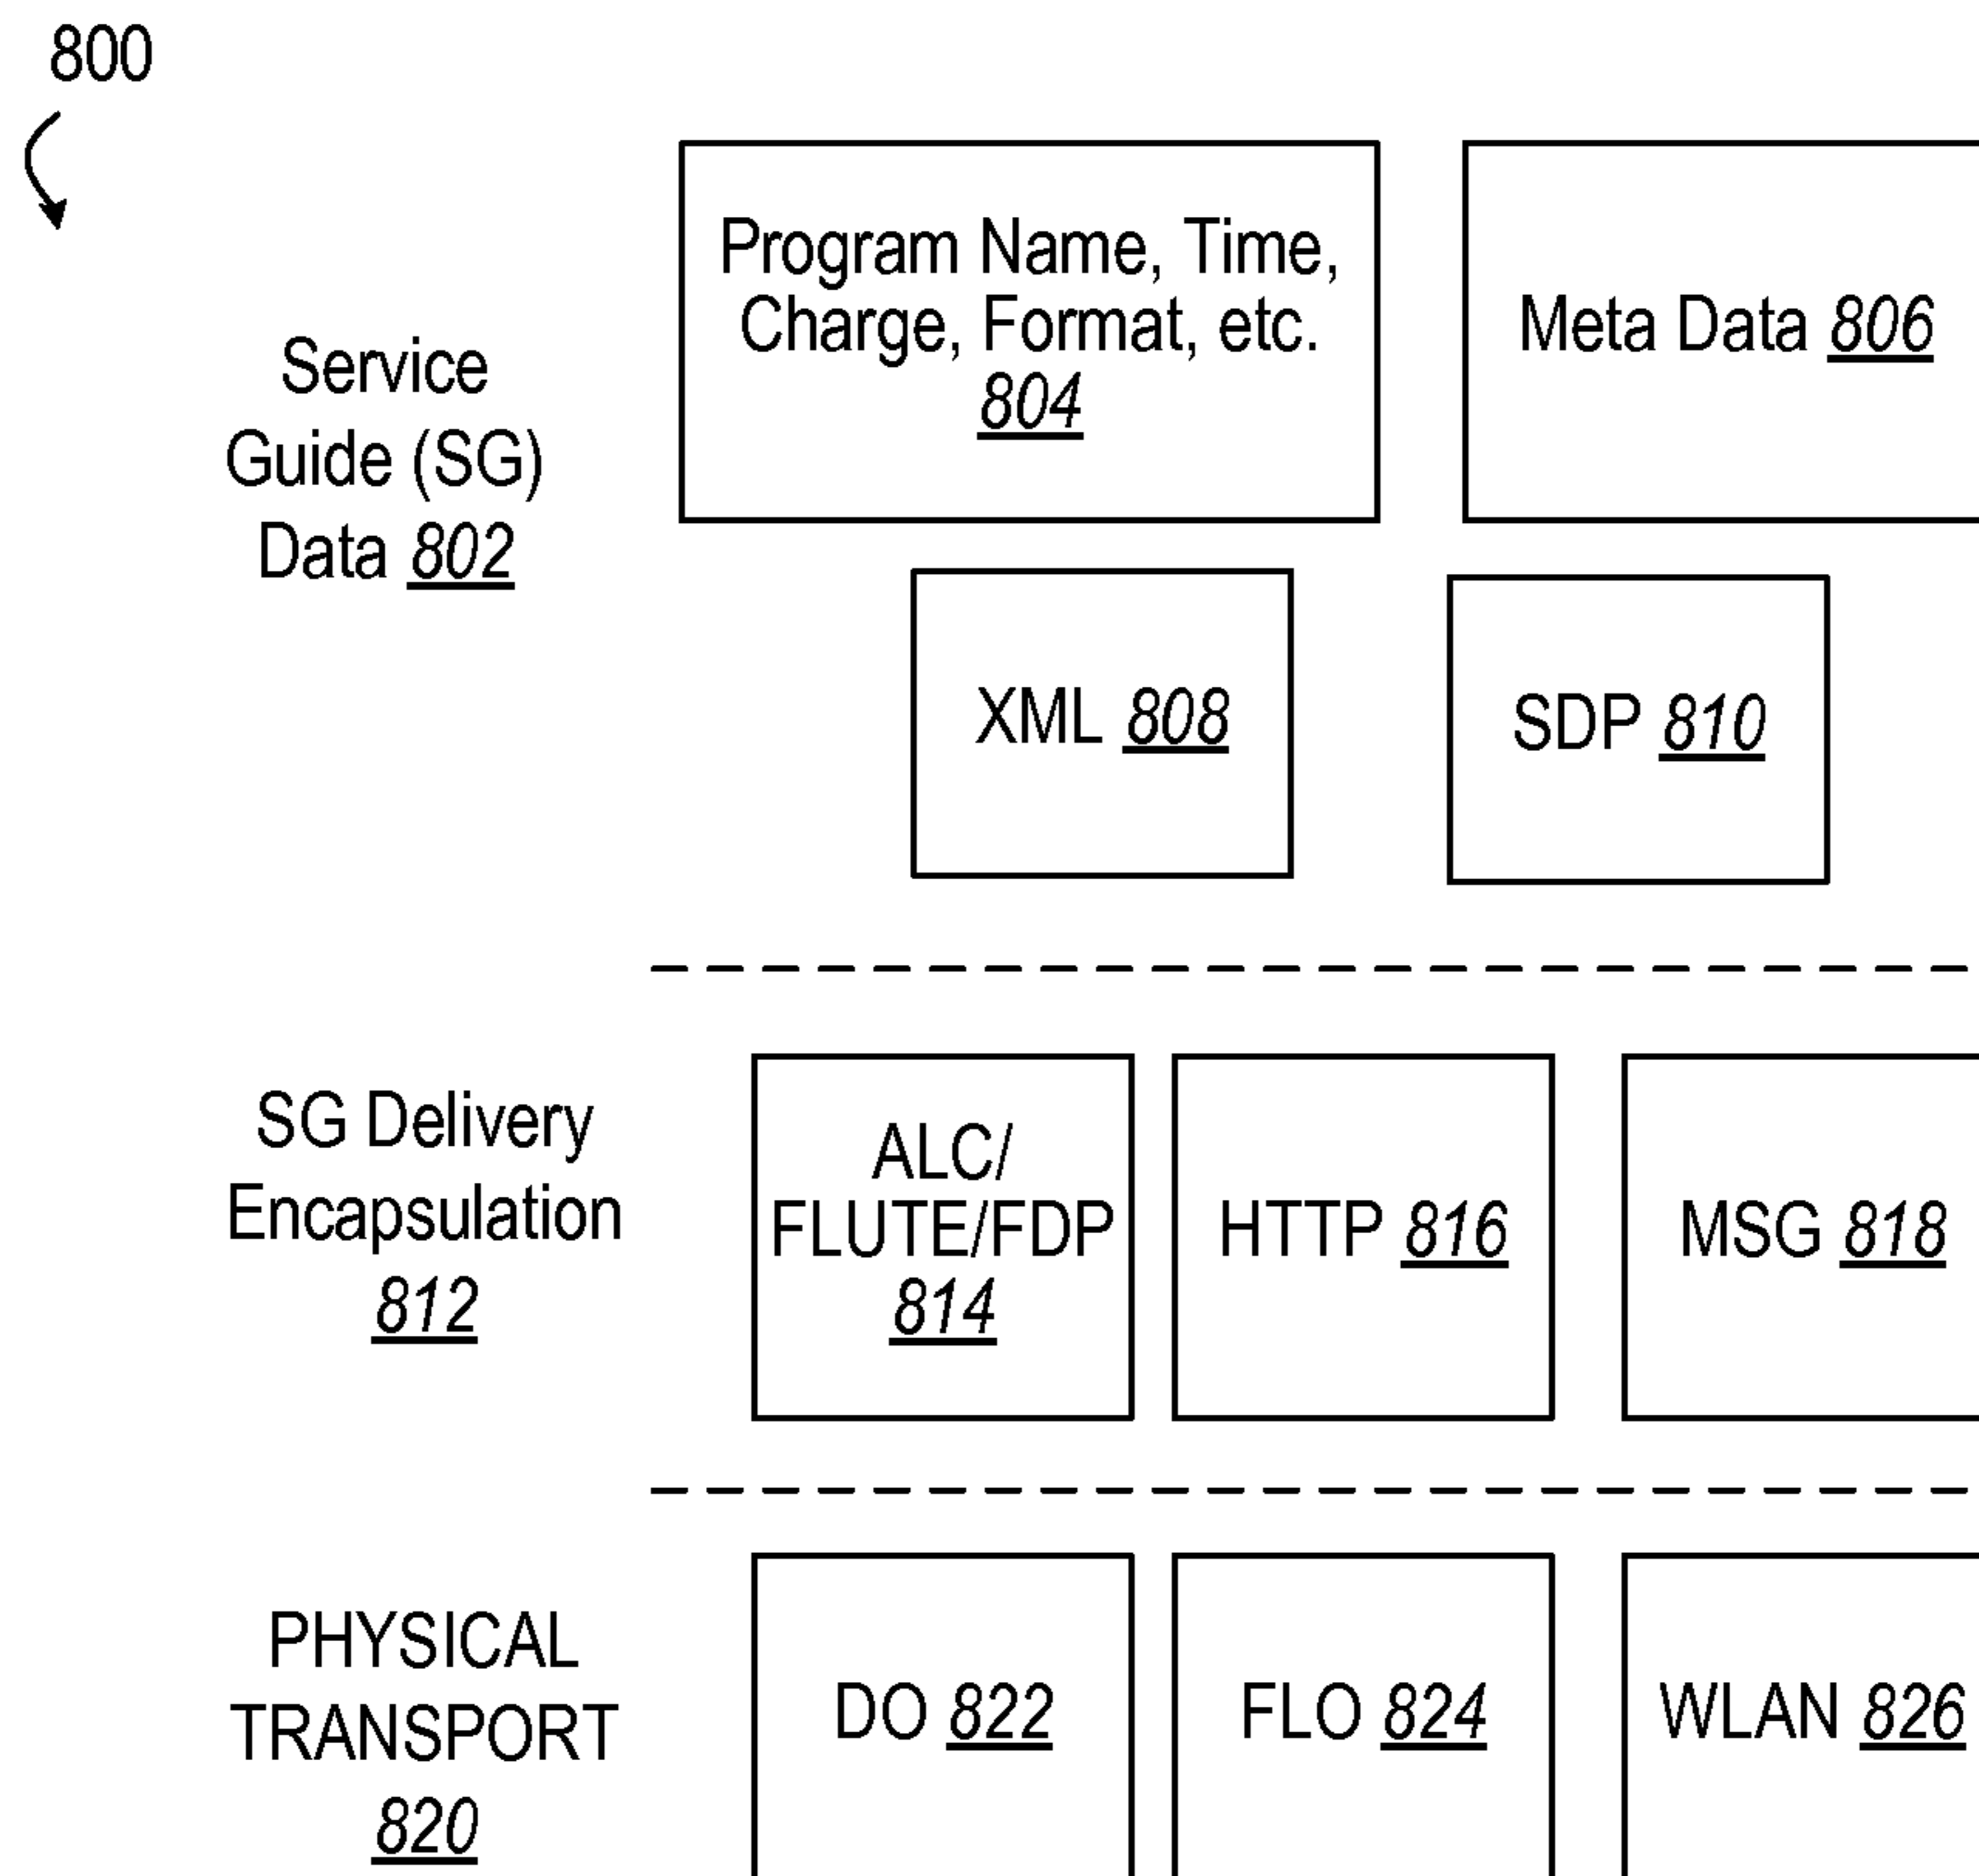 800
Service
Guide (SG)
Data 802
Program Name, Time,
Charge, Format, etc.
804
Meta Data 806
XML 808
SDP 810
SG Delivery
Encapsulation
812
ALC/
FLUTE/FDP
814
HTTP 816
MSG 818
PHYSICAL
TRANSPORT
820
DO 822
FLO 824
WLAN 826